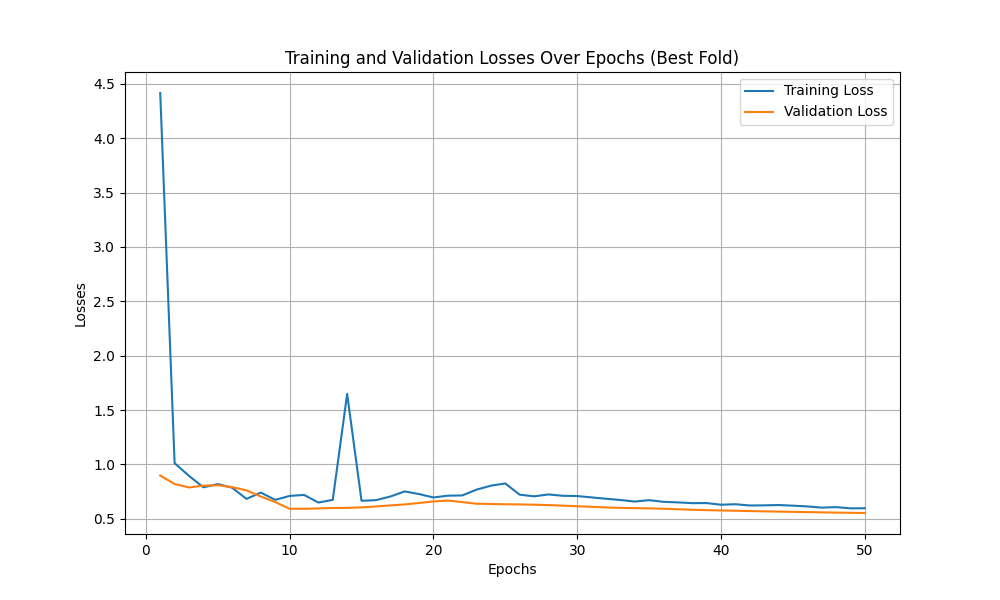 Training and Validation Losses Over Epochs (Best Fold)
Training Loss
Validation Loss
4.5
4.0
3.5
3.0
2.5
2.0
1.5
1.0
0.5
Losses
0 10 20 30 40 50
Epochs